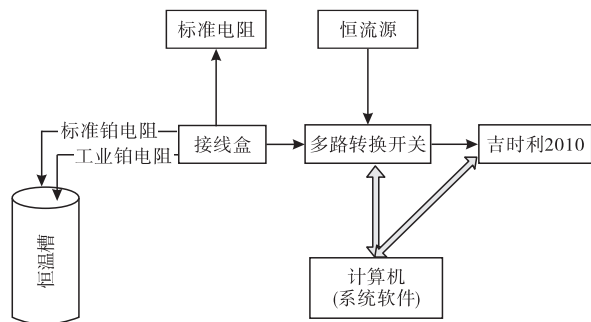 标准电阻
恒流源
标准铂电阻
工业铂电阻
接线盒
多路转换开关
吉时利2010
恒温槽
计算机
(系统软件)